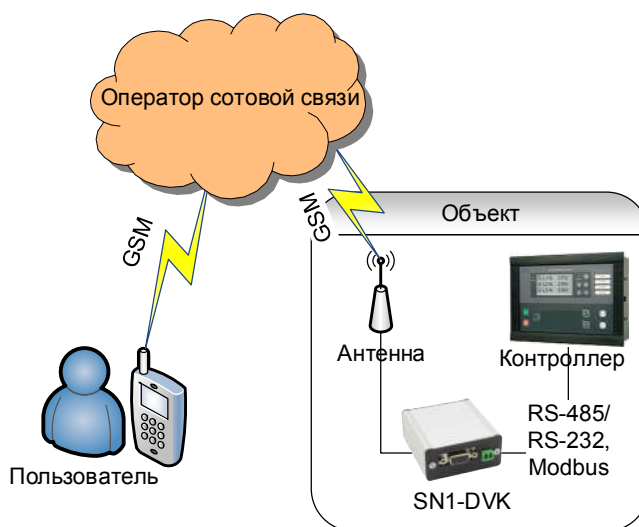 Оператор сотовой связи
GSM
GSM
Объект
Антенна
Контроллер
RS-485/
RS-232,
Modbus
SN1-DVK
Пользователь